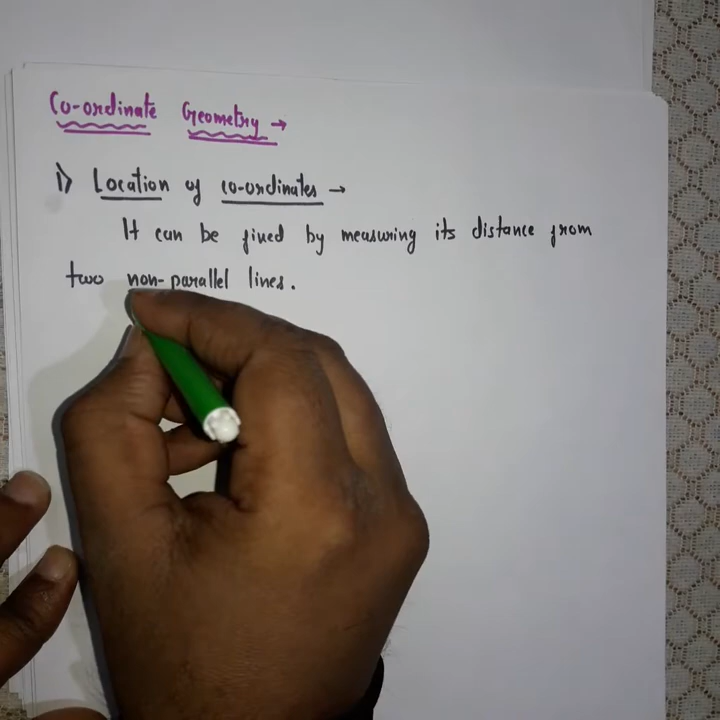 Co-ordinate Geometry →
1) Location of co-ordinates →
It can be fixed by measuring its distance from
two non-parallel lines.